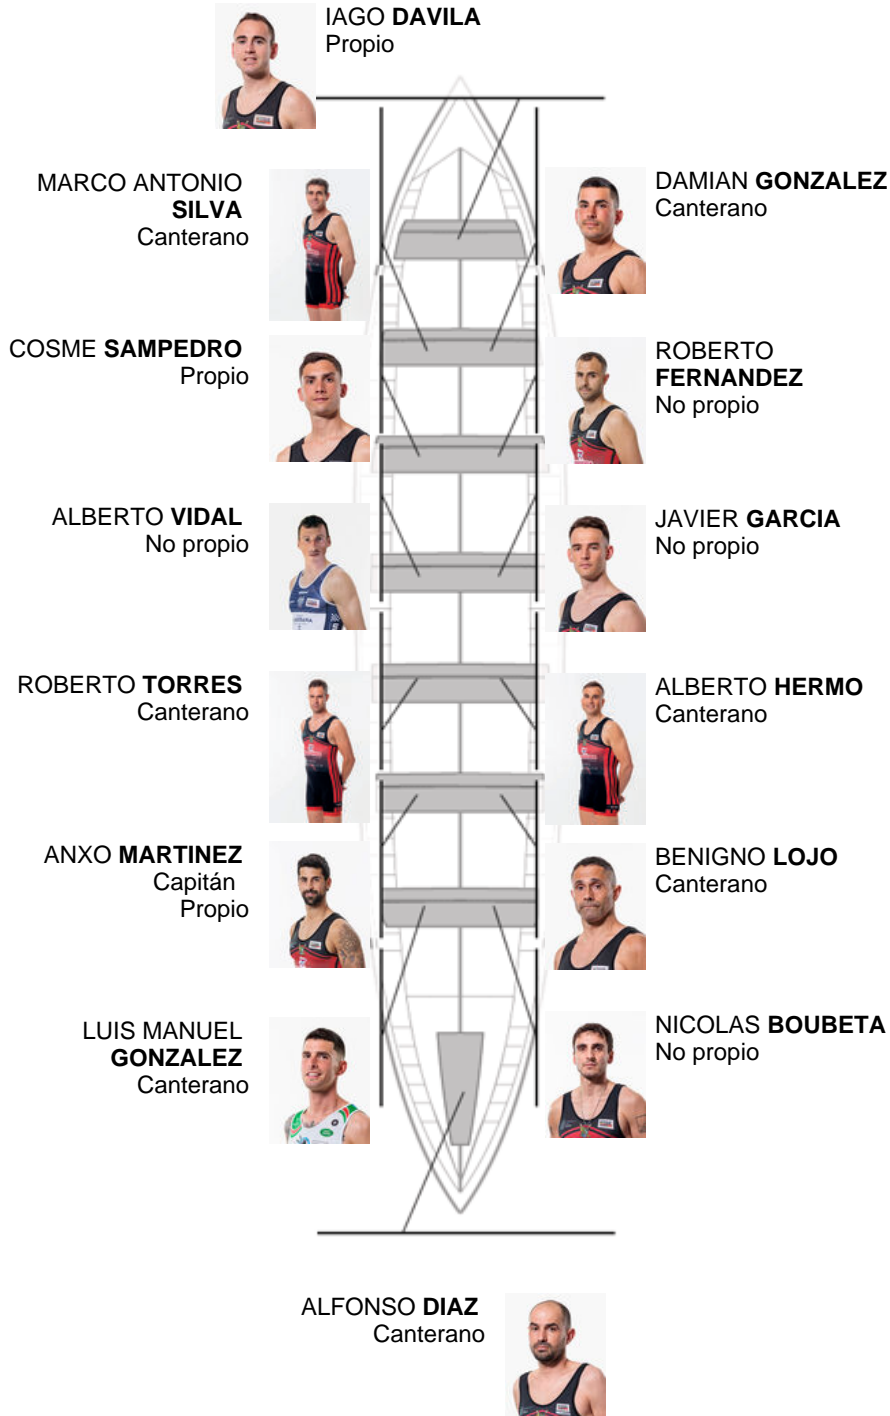 IAGO DAVILA
Propio
MARCO ANTONIO
SILVA
Canterano
DAMIAN GONZALEZ
Canterano
COSME SAMPEDRO
Propio
ROBERTO
FERNANDEZ
No propio
ALBERTO VIDAL
No propio
JAVIER GARCIA
No propio
ROBERTO TORRES
Canterano
ALBERTO HERMO
Canterano
ANXO MARTINEZ
Capitán
Propio
BENIGNO LOJO
Canterano
LUIS MANUEL
GONZALEZ
Canterano
NICOLAS BOUBETA
No propio
ALFONSO DIAZ
Canterano